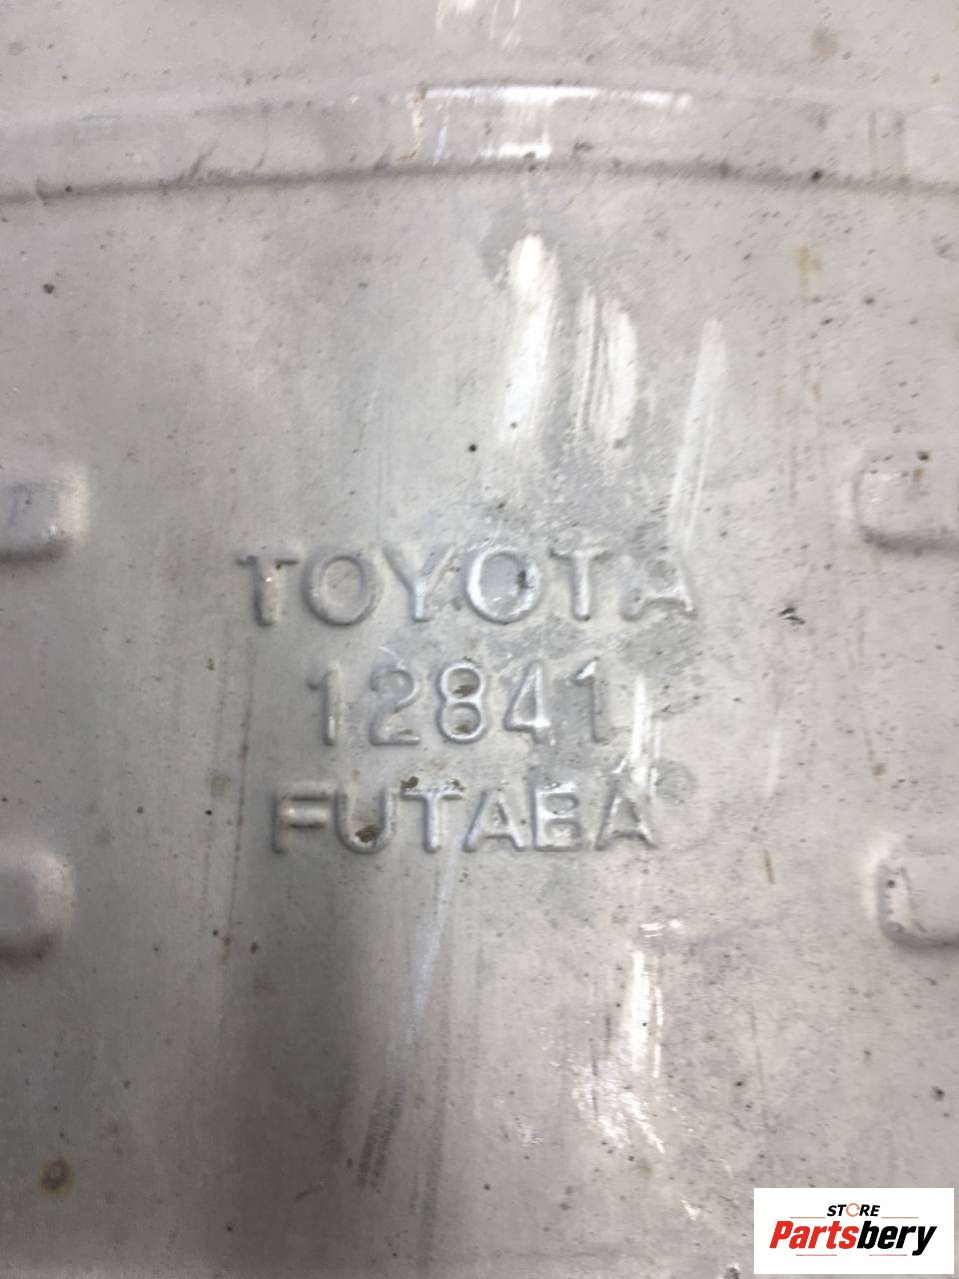 TOYOTA
12841
FUTABA
STORE
Partsbery